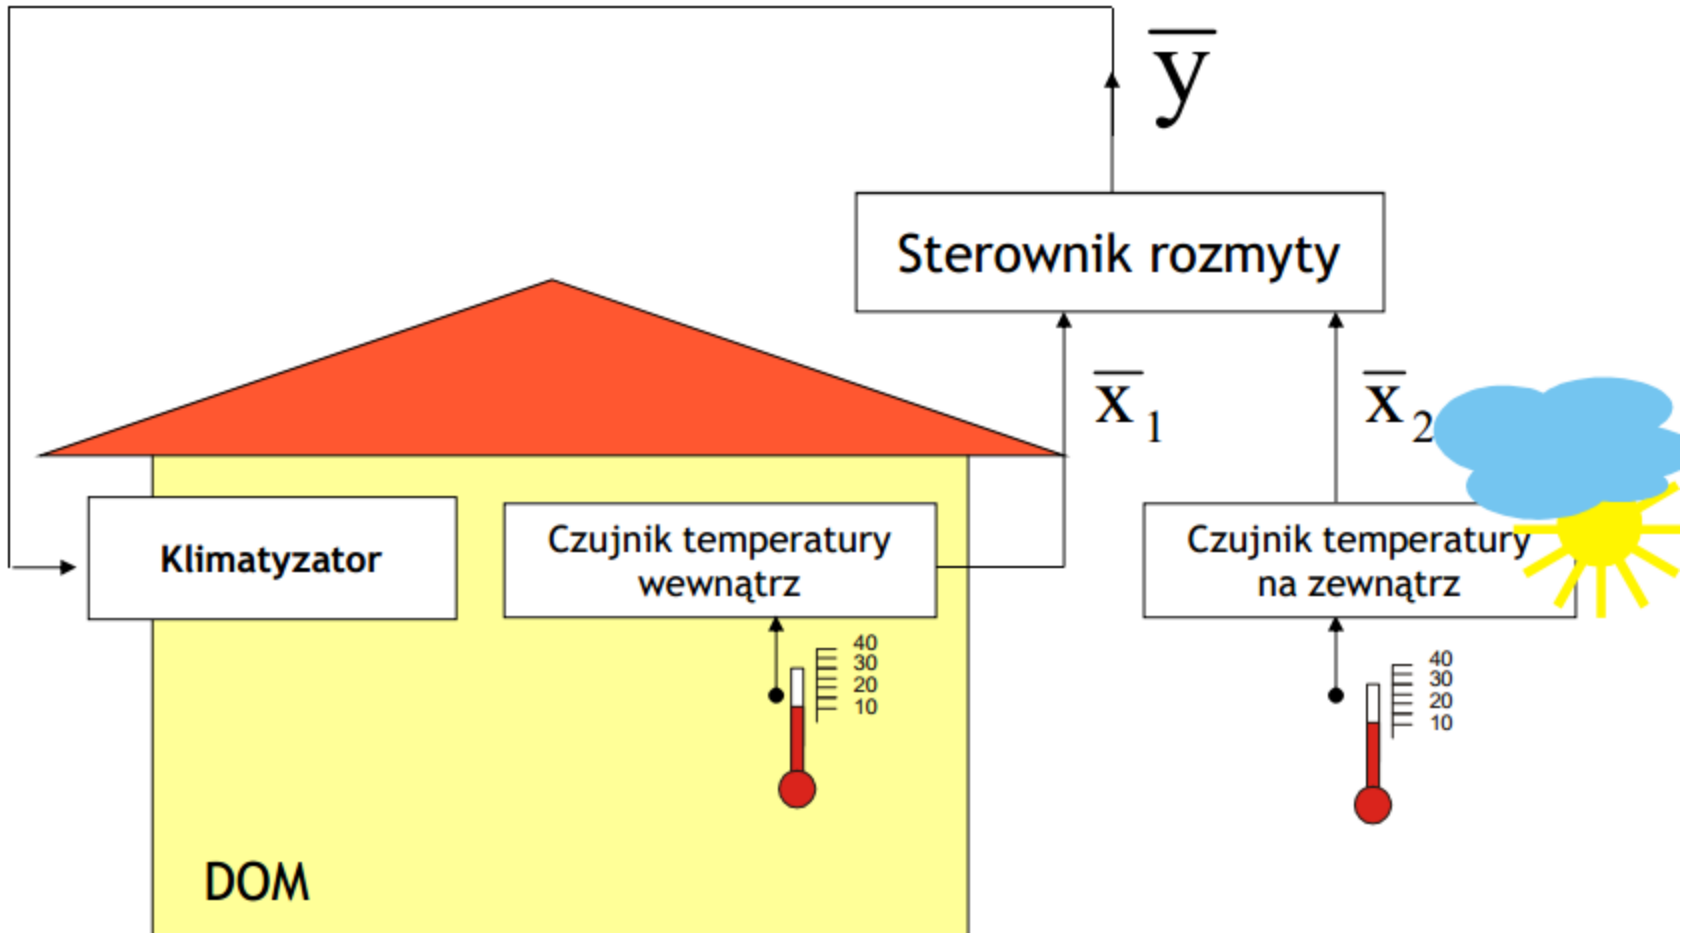 y̅
Sterownik rozmyty
x̅ 1
x̅ 2
Klimatyzator
Czujnik temperatury
wewnątrz
Czujnik temperatury
na zewnątrz
40
30
20
10
40
30
20
10
DOM